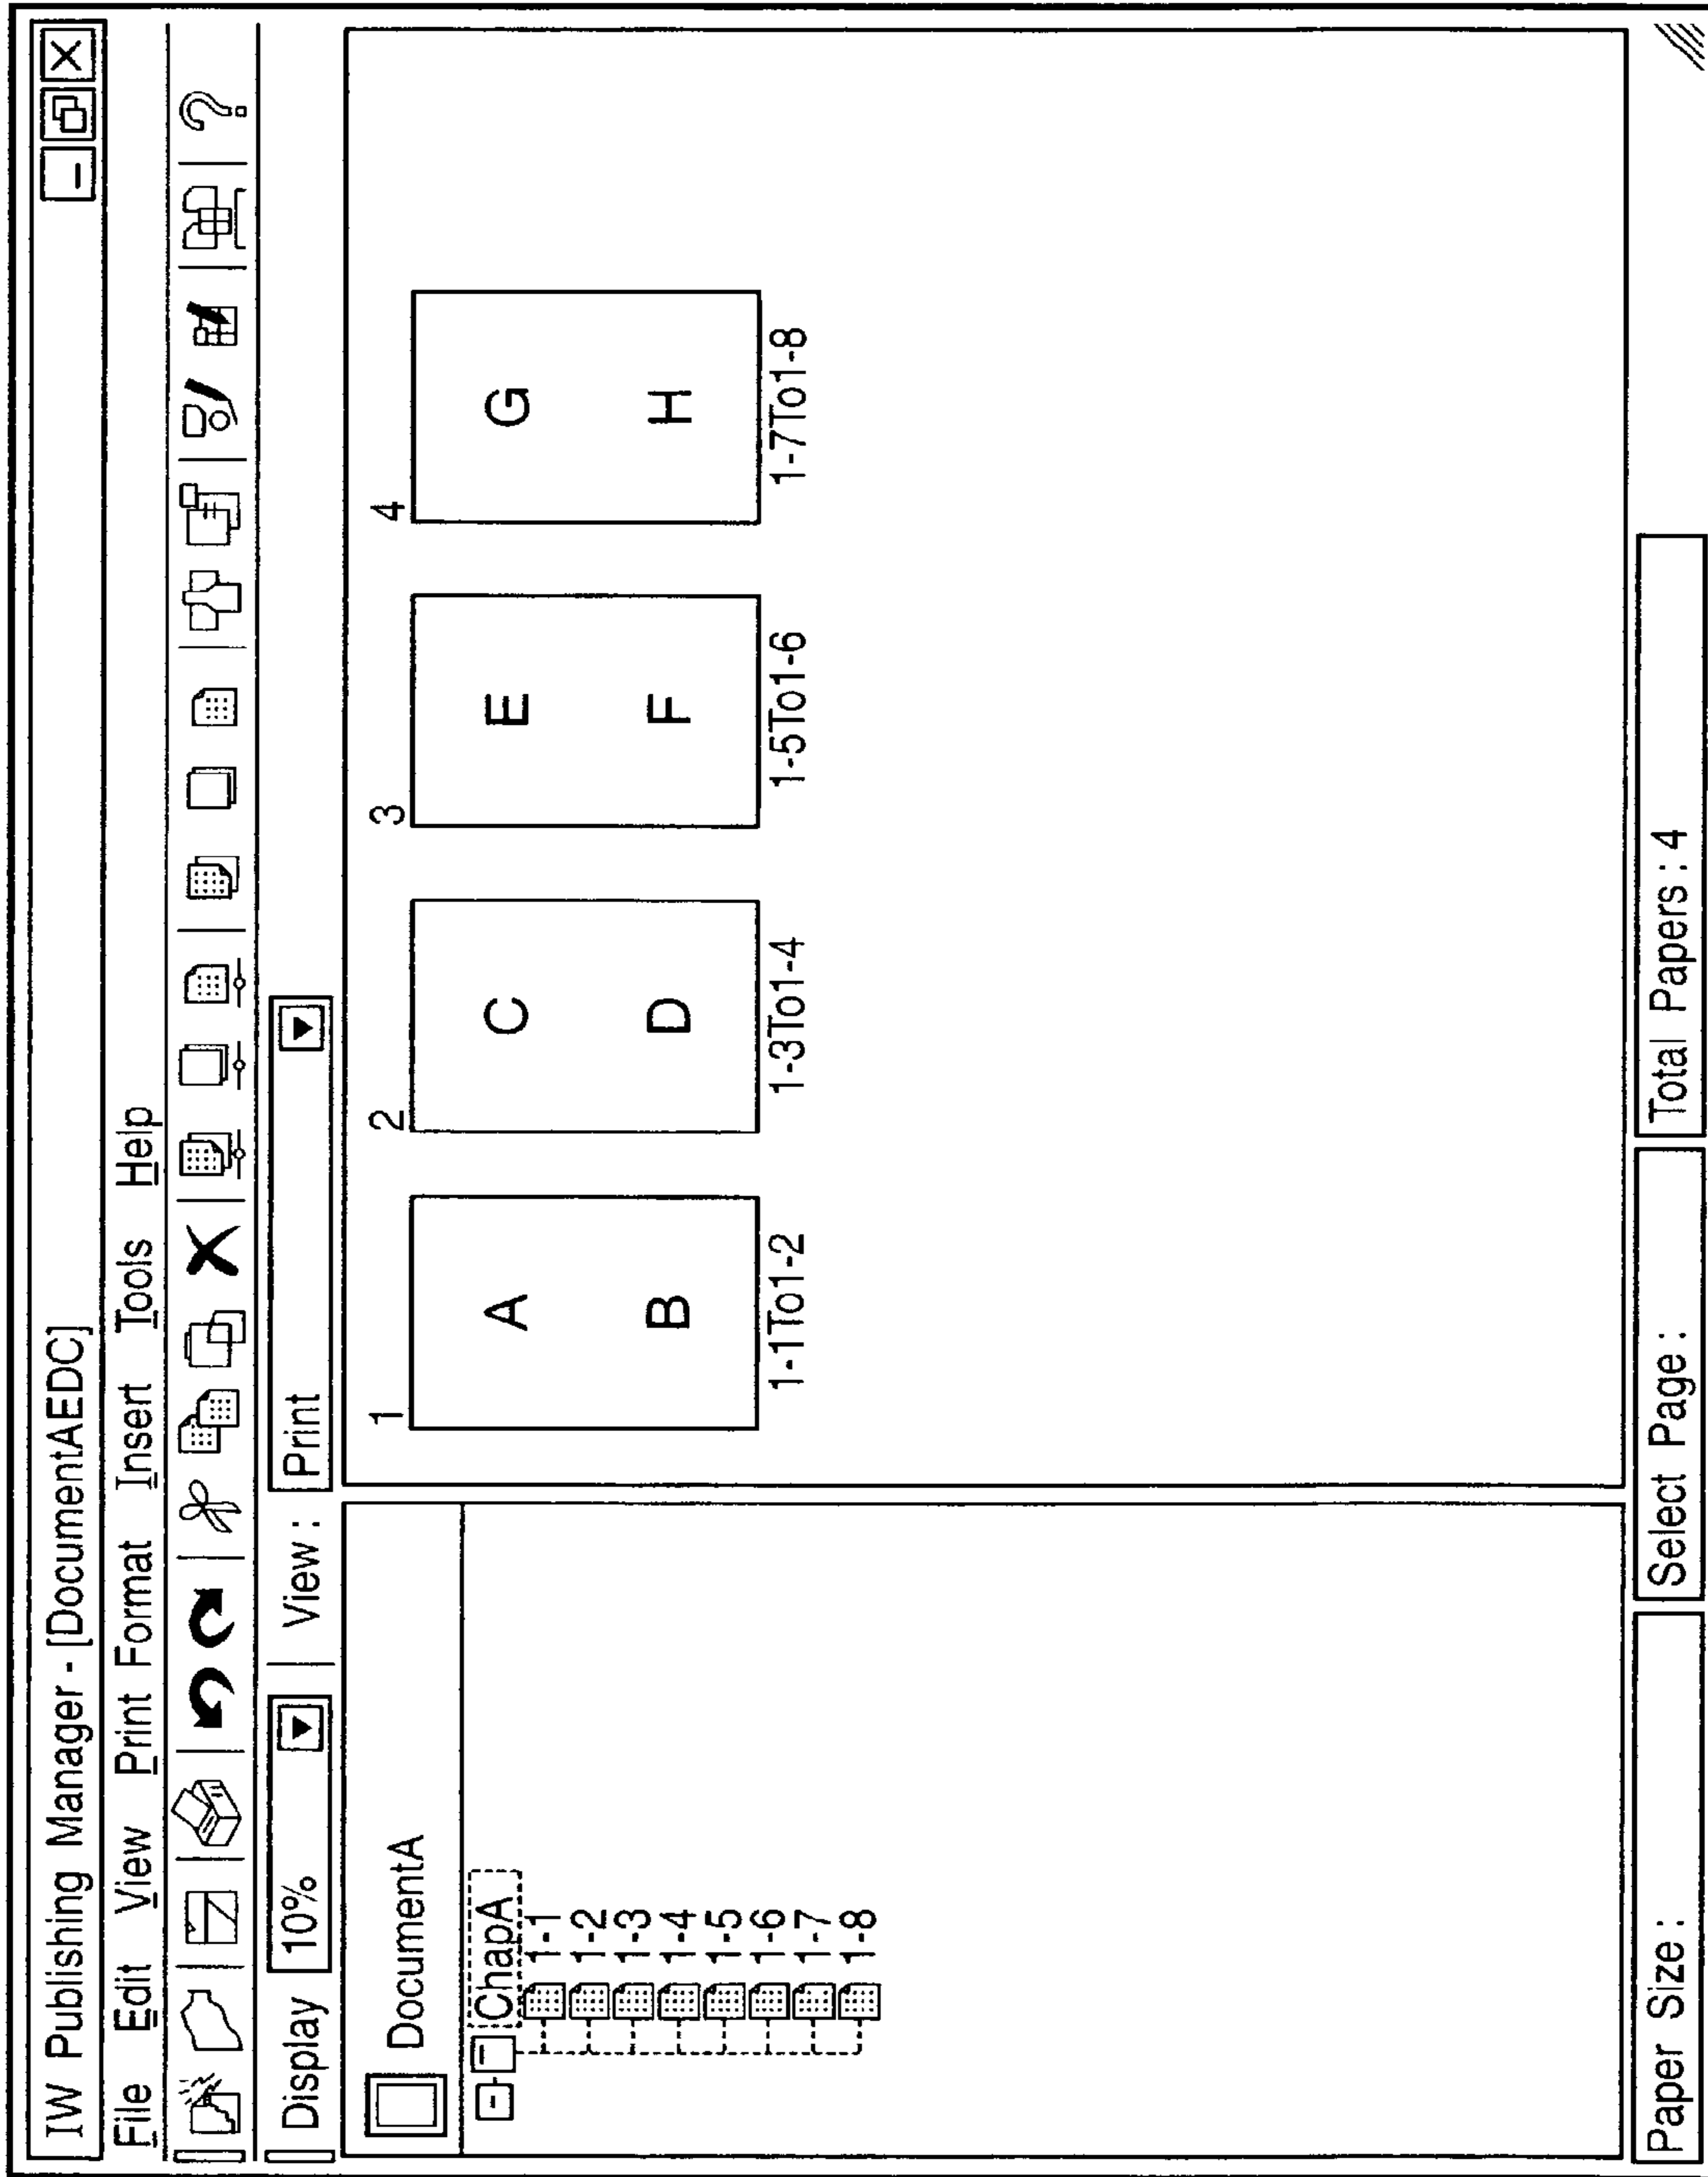 IW Publishing Manager - [DocumentAEDC]
File Edit View Print Format Insert Tools Help
Display 10% View : Print
DocumentA
ChapA
1-1
1-2
1-3
1-4
1-5
1-6
1-7
1-8
1 2 3 4
A C E G
B D F H
1-1To1-2 1-3To1-4 1-5To1-6 1-7To1-8
Paper Size : Select Page : Total Papers : 4